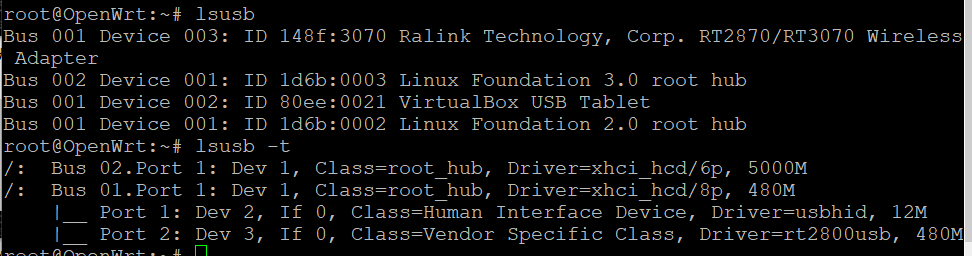 root@OpenWrt:~# lsusb
Bus 001 Device 003: ID 148f:3070 Ralink Technology, Corp. RT2870/RT3070 Wireless
 Adapter
Bus 002 Device 001: ID 1d6b:0003 Linux Foundation 3.0 root hub
Bus 001 Device 002: ID 80ee:0021 VirtualBox USB Tablet
Bus 001 Device 001: ID 1d6b:0002 Linux Foundation 2.0 root hub
root@OpenWrt:~# lsusb -t
/:  Bus 02.Port 1: Dev 1, Class=root_hub, Driver=xhci_hcd/6p, 5000M
/:  Bus 01.Port 1: Dev 1, Class=root_hub, Driver=xhci_hcd/8p, 480M
    |__ Port 1: Dev 2, If 0, Class=Human Interface Device, Driver=usbhid, 12M
    |__ Port 2: Dev 3, If 0, Class=Vendor Specific Class, Driver=rt2800usb, 480M
root@OpenWrt:~#